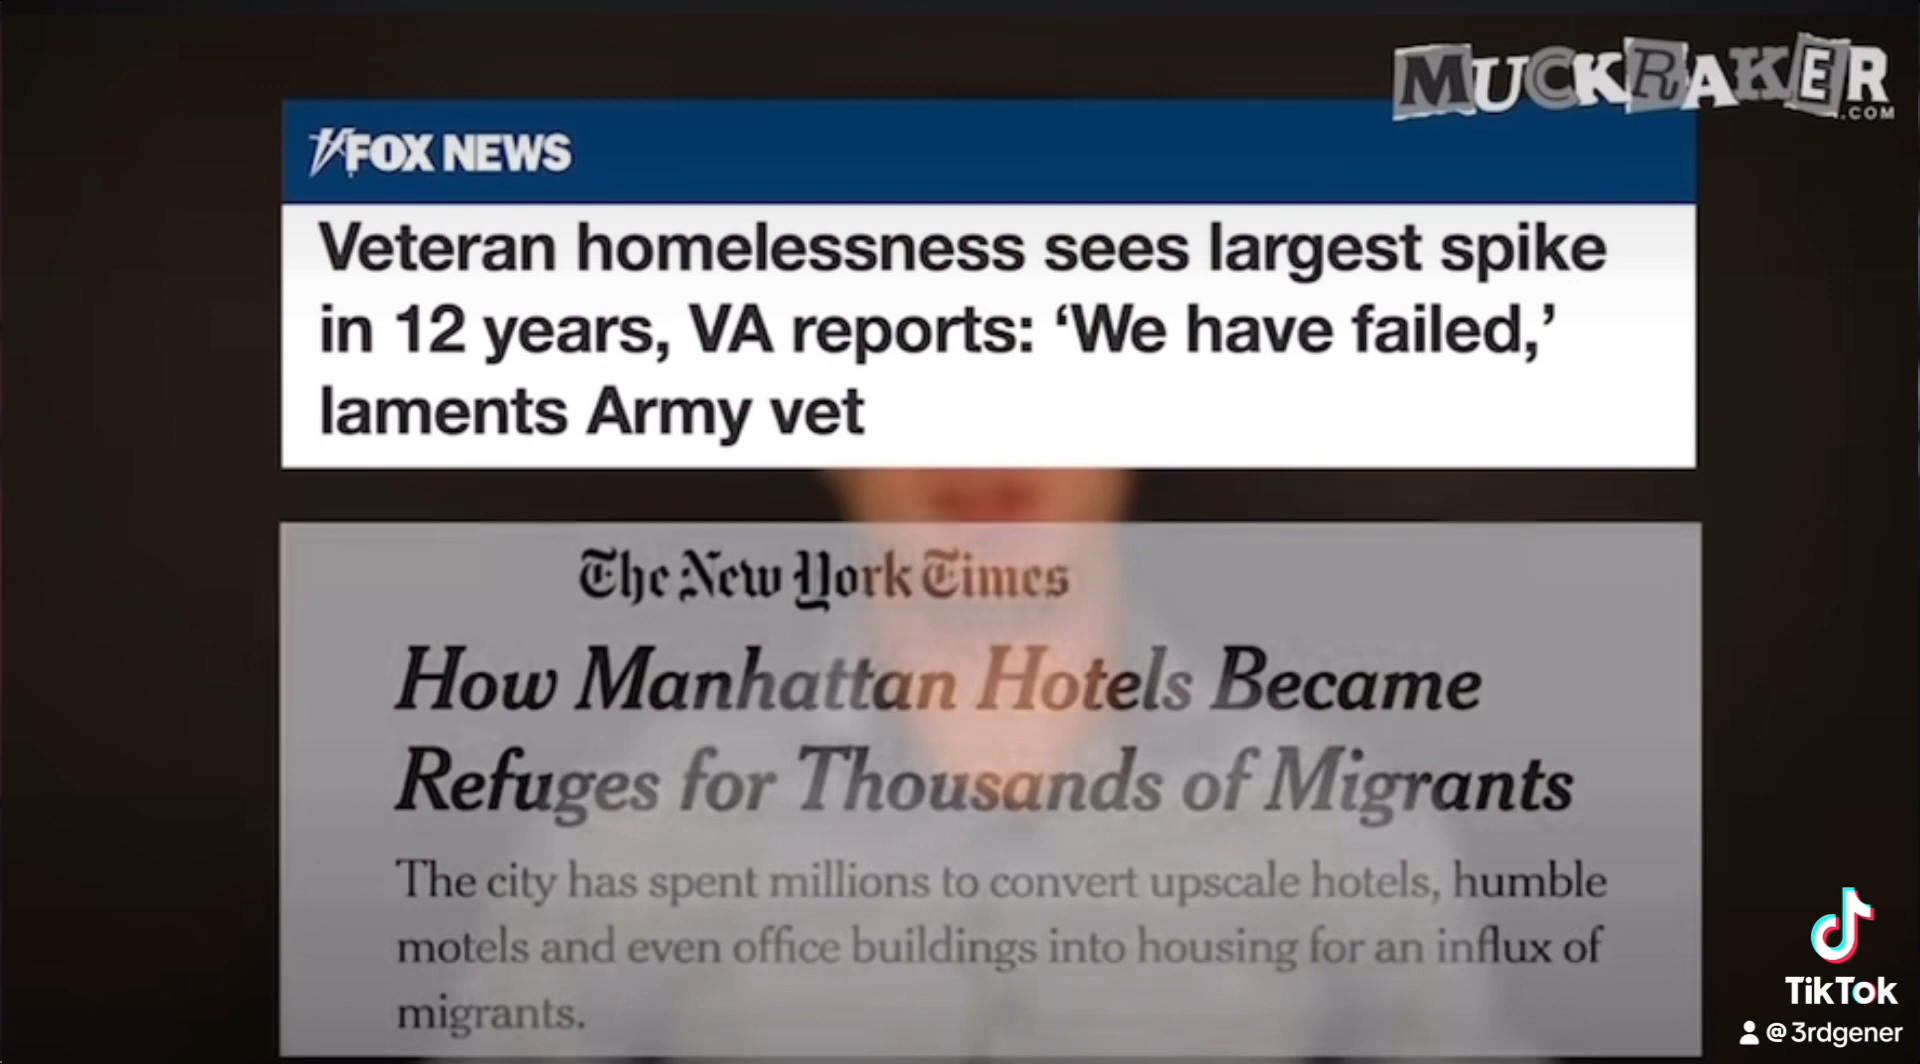 MUCKRAKER
.COM
FOX NEWS
Veteran homelessness sees largest spike
in 12 years, VA reports: ‘We have failed,’
laments Army vet
The New York Times
How Manhattan Hotels Became
Refuges for Thousands of Migrants
The city has spent millions to convert upscale hotels, humble
motels and even office buildings into housing for an influx of
migrants.
TikTok
@3rdgener